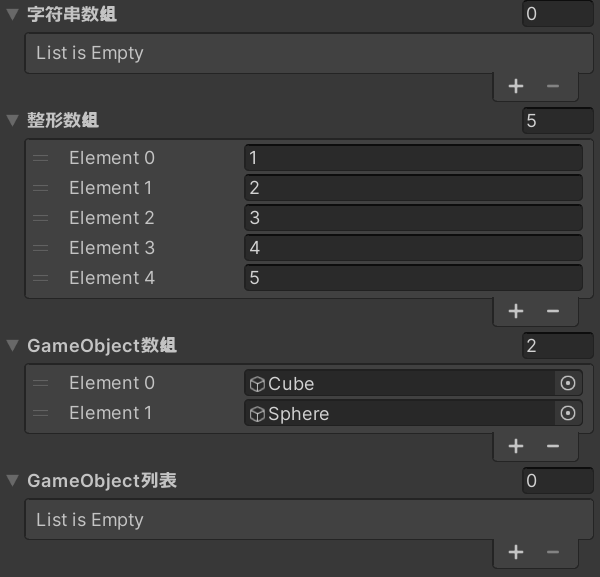 字符串数组 0
List is Empty
整形数组 5
Element 0 1
Element 1 2
Element 2 3
Element 3 4
Element 4 5
GameObject数组 2
Element 0 Cube
Element 1 Sphere
GameObject列表 0
List is Empty